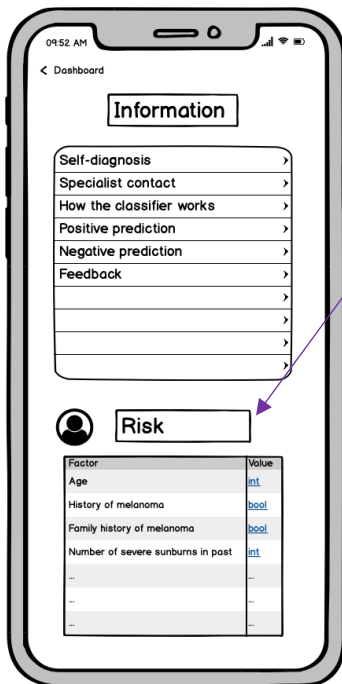 09:52 AM
< Dashboard
Information
Self-diagnosis >
Specialist contact >
How the classifier works >
Positive prediction >
Negative prediction >
Feedback >
>
>
>
>
Risk
Factor Value
Age int
History of melanoma bool
Family history of melanoma bool
Number of severe sunburns in past int
... ...
... ...
... ...